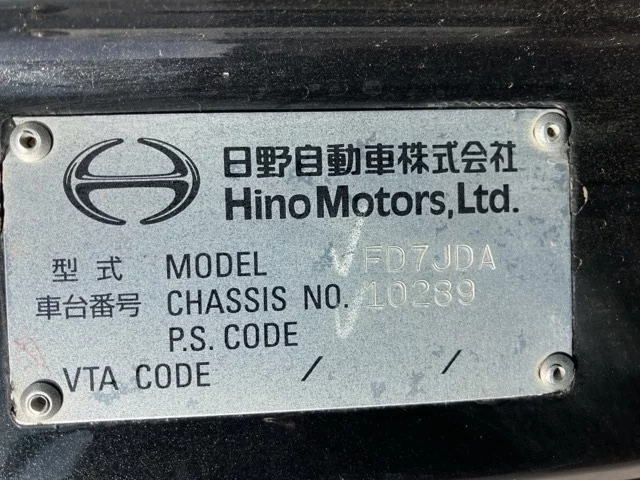 日野自動車株式会社
Hino Motors, Ltd.
型式 MODEL FD7JDA
車台番号 CHASSIS NO. 10289
P.S. CODE
VTA CODE / /